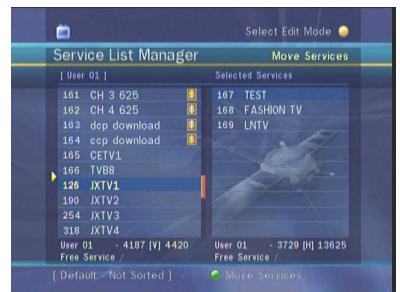 Select Edit Mode
Service List Manager
Move Services
[ User 01 ]
Selected Services
161 CH 3 625 $
162 CH 4 625 $
163 dcp download $
164 ccp download $
165 CETV1
166 TVB8
126 JXTV1
190 JXTV2
254 JXTV3
318 JXTV4
167 TEST
168 FASHION TV
169 LNTV
User 01 - 4187 [V] 4420
Free Service /
User 01 - 3729 [H] 13625
Free Service /
[ Default - Not Sorted ]
Move Services